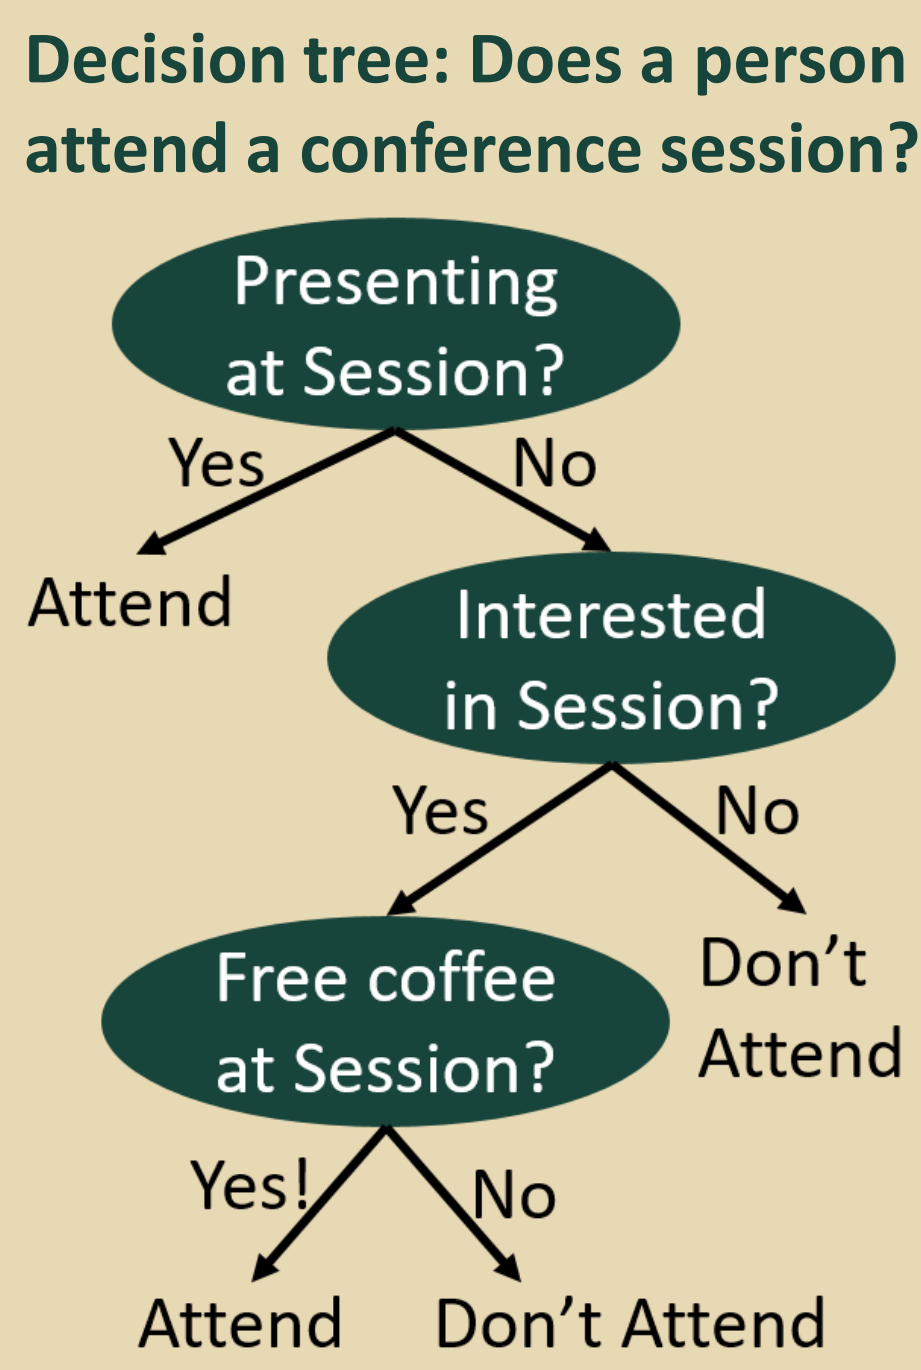 Decision tree: Does a person
attend a conference session?
Presenting
at Session?
Yes
No
Attend
Interested
in Session?
Yes
No
Free coffee
at Session?
Don’t
Attend
Yes!
No
Attend
Don’t Attend